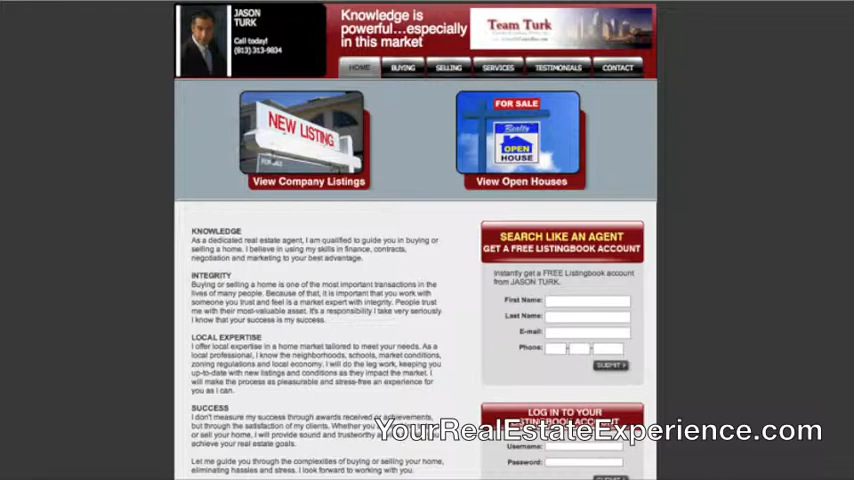 JASON
TURK
Call today!
(813) 313-9834
Knowledge is
powerful...especially
in this market
Team Turk
HOME BUYING SELLING SERVICES TESTIMONIALS CONTACT
NEW LISTING
FOR SALE
Realty
OPEN
HOUSE
View Company Listings
View Open Houses
KNOWLEDGE
As a dedicated real estate agent, I am qualified to guide you in buying or
selling a home. I believe in using my skills in finance, contracts,
negotiation and marketing to your best advantage.
INTEGRITY
Buying or selling a home is one of the most important transactions in the
lives of many people. Because of that, it is important that you work with
someone you trust and feel is a market expert with integrity. People trust
me with their most-valuable asset. It's a responsibility I take very seriously.
I know that your success is my success.
LOCAL EXPERTISE
I offer local expertise in a home market tailored to meet your needs. As a
local professional, I know the neighborhoods, schools, market conditions,
zoning regulations and local economy. I will do the leg work, keeping you
up-to-date with new listings and conditions as they impact the market. I
will make the process as pleasurable and stress-free an experience for
you as I can.
SUCCESS
I don't measure my success through awards received or achievements,
but through the satisfaction of my clients. Whether you
or sell your home, I will provide sound and trustworthy
achieve your real estate goals.
Let me guide you through the complexities of buying or selling your home,
eliminating hassles and stress. I look forward to working with you.
SEARCH LIKE AN AGENT
GET A FREE LISTINGBOOK ACCOUNT
Instantly get a FREE Listingbook account
from JASON TURK.
First Name:
Last Name:
E-mail:
Phone:
SUBMIT
LOG IN TO YOUR
LISTINGBOOK ACCOUNT
Username:
Password:
YourRealEstateExperience.com